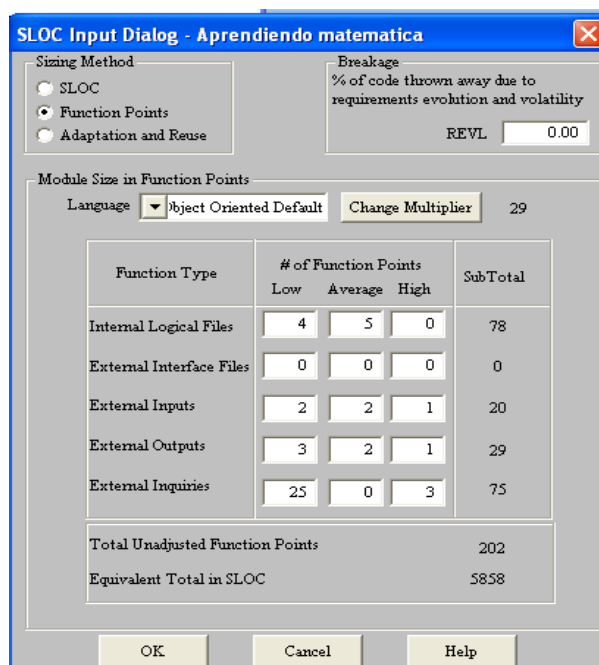 SLOC Input Dialog - Aprendiendo matematica
Sizing Method
SLOC
Function Points
Adaptation and Reuse
Breakage
% of code thrown away due to
requirements evolution and volatility
REVL 0.00
Module Size in Function Points
Language bject Oriented Default Change Multiplier 29
Function Type # of Function Points SubTotal
Low Average High
Internal Logical Files 4 5 0 78
External Interface Files 0 0 0 0
External Inputs 2 2 1 20
External Outputs 3 2 1 29
External Inquiries 25 0 3 75
Total Unadjusted Function Points 202
Equivalent Total in SLOC 5858
OK Cancel Help